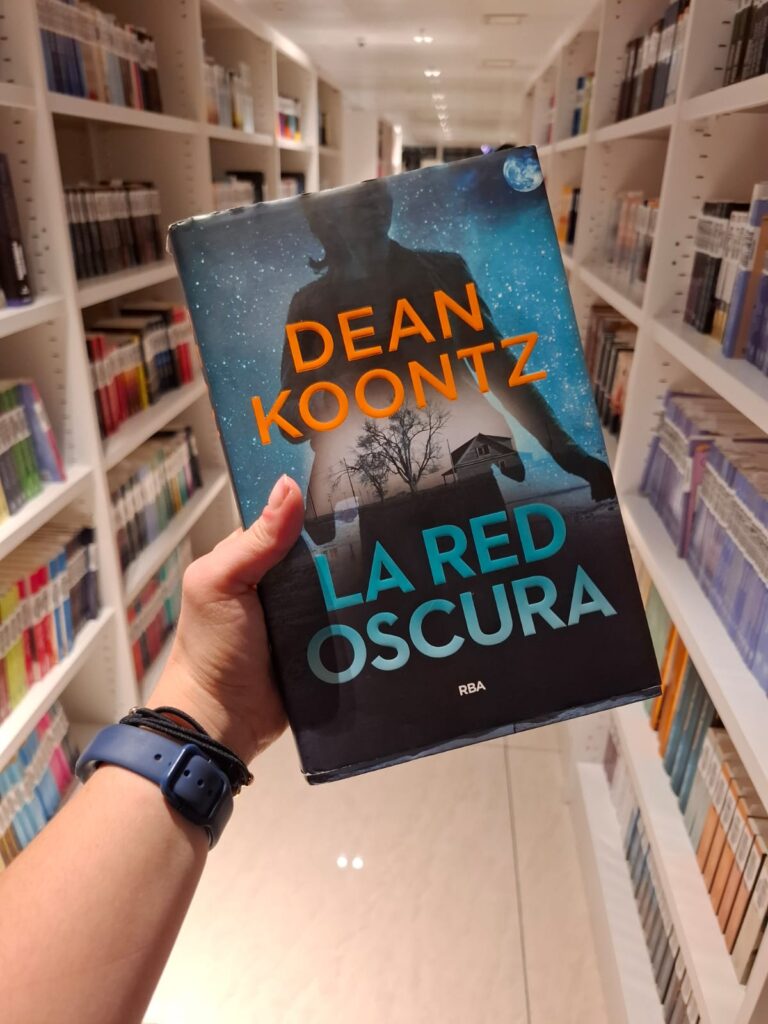 DEAN
KOONTZ
LA RED
OSCURA
RBA